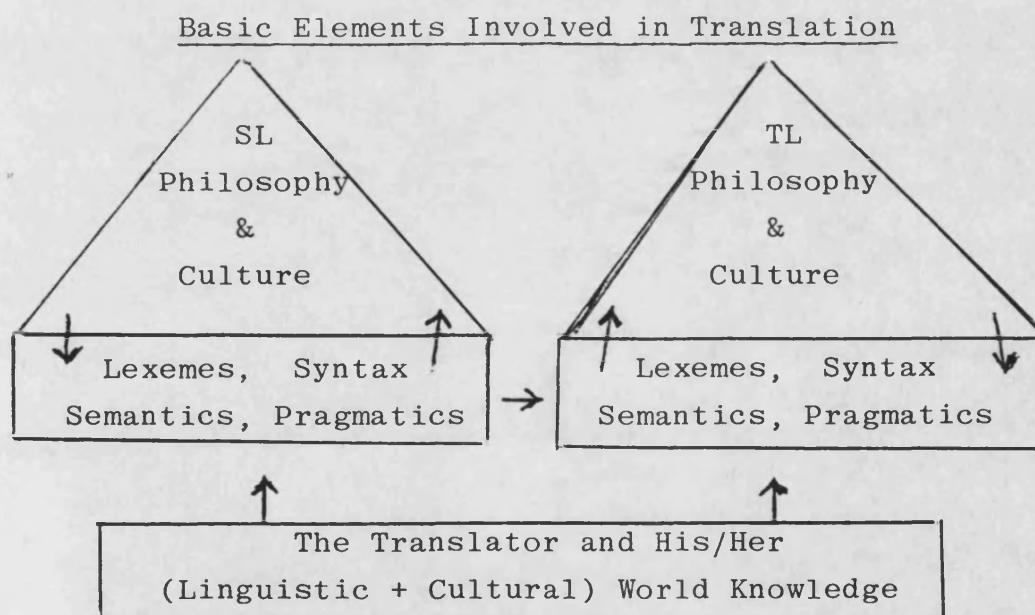 Basic Elements Involved in Translation
SL
Philosophy
&
Culture
Lexemes, Syntax
Semantics, Pragmatics
TL
Philosophy
&
Culture
Lexemes, Syntax
Semantics, Pragmatics
The Translator and His/Her
(Linguistic + Cultural) World Knowledge